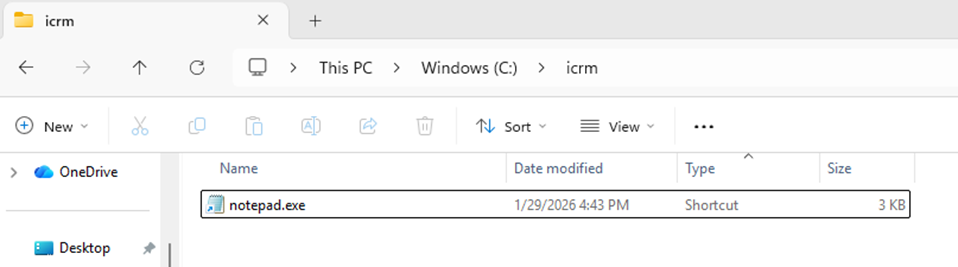 icrm
This PC > Windows (C:) > icrm
New Sort View ...
OneDrive
Name Date modified Type Size
notepad.exe 1/29/2026 4:43 PM Shortcut 3 KB
Desktop